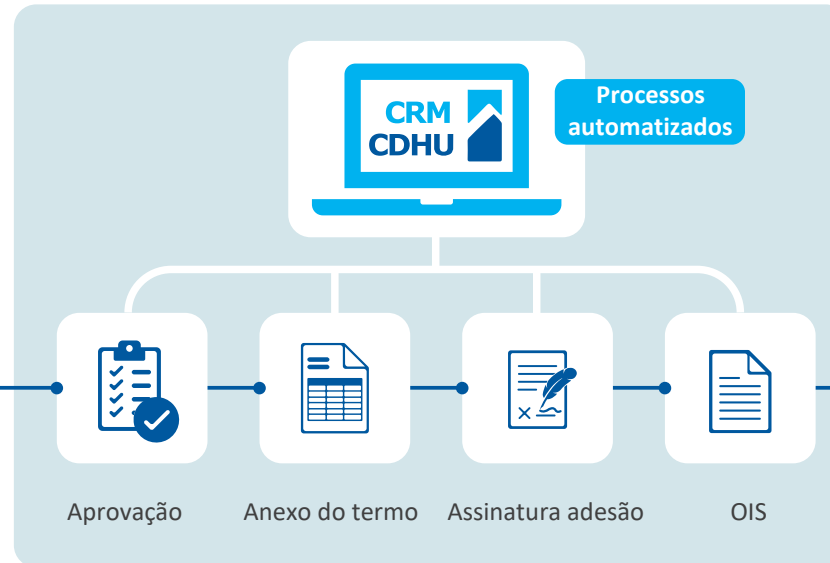 CRM
CDHU
Processos
automatizados
Aprovação
Anexo do termo
Assinatura adesão
OIS